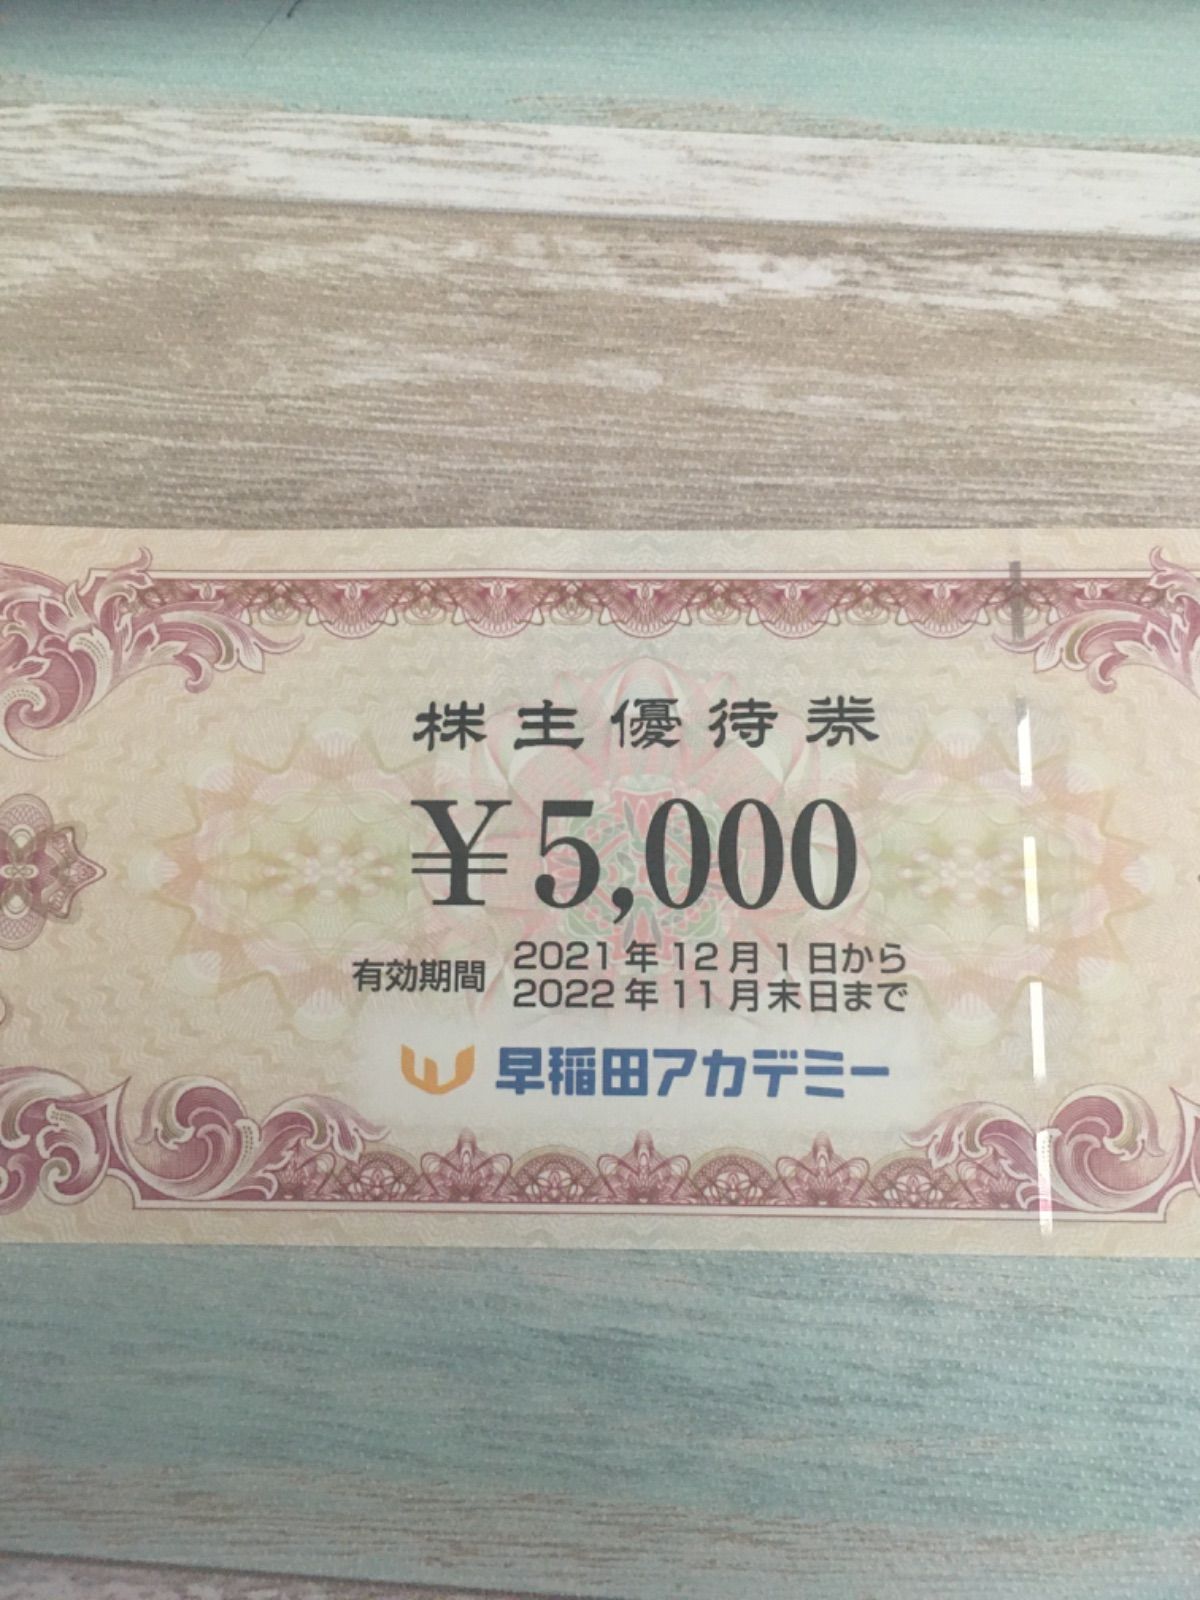 株主優待券
¥5,000
有効期間
2021年12月1日から
2022年11月末日まで
早稲田アカデミー